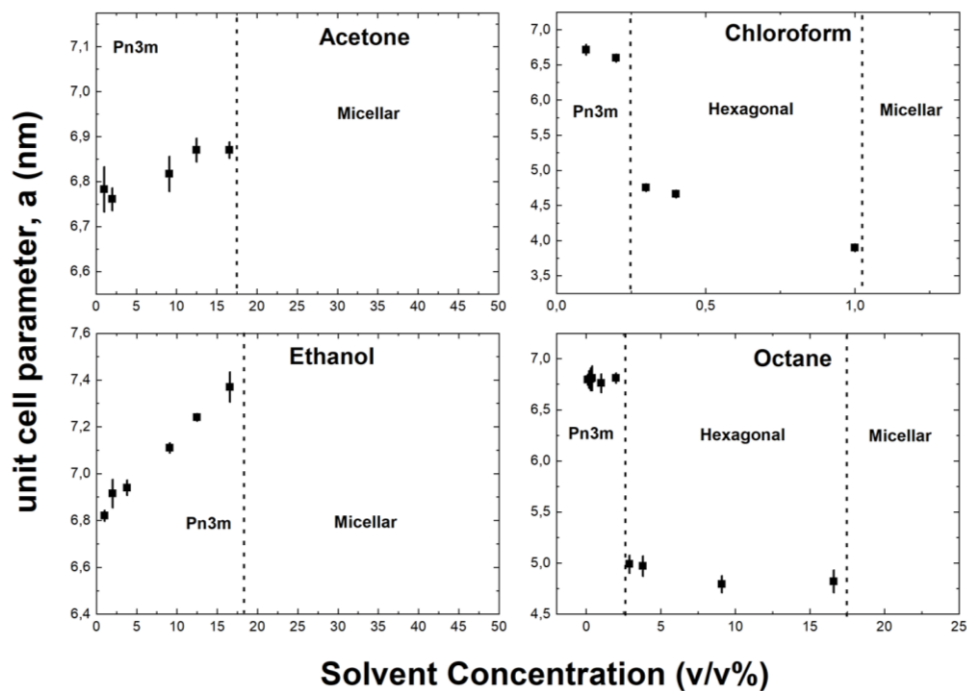 unit cell parameter, a (nm)
Acetone
Pn3m
Micellar
7,1
7,0
6,9
6,8
6,7
6,6
0 5 10 15 20 25 30 35 40 45 50
Chloroform
Pn3m
Hexagonal
Micellar
7,0
6,5
6,0
5,5
5,0
4,5
4,0
3,5
0,0 0,5 1,0
Ethanol
Pn3m
Micellar
7,6
7,4
7,2
7,0
6,8
6,6
6,4
0 5 10 15 20 25 30 35 40 45 50
Octane
Pn3m
Hexagonal
Micellar
7,0
6,5
6,0
5,5
5,0
4,5
0 5 10 15 20 25
Solvent Concentration (v/v%)